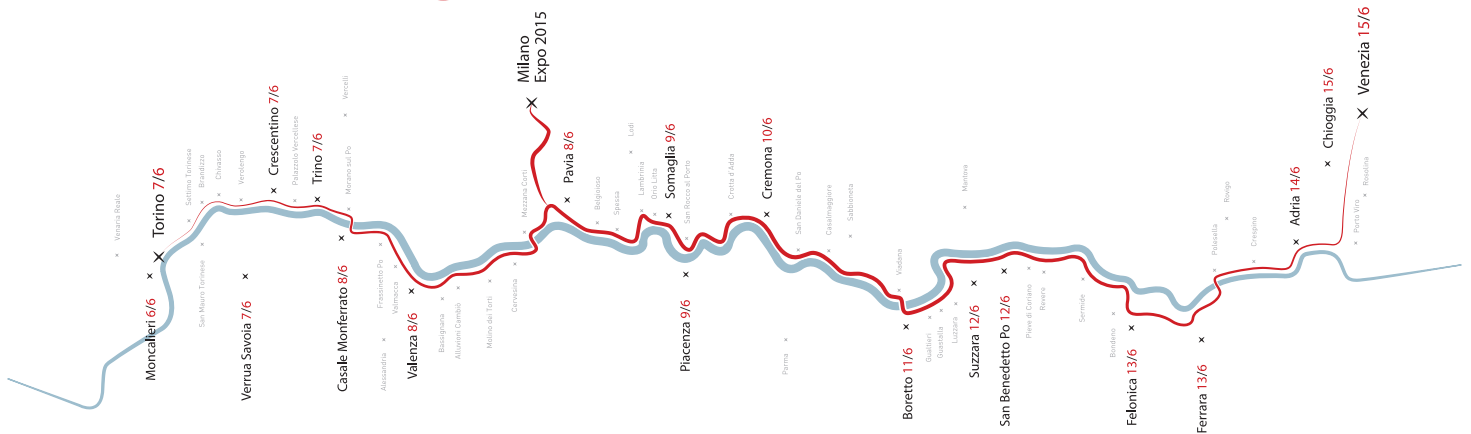 Venaria Reale
Moncalieri 6/6
Torino 7/6
Settimo Torinese
San Mauro Torinese
Brandizzo
Chivasso
Verolengo
Verrua Savoia 7/6
Crescentino 7/6
Palazzolo Vercellese
Trino 7/6
Casale Monferrato 8/6
Vercelli
Morano sul Po
Frassinetto Po
Alessandria
Valmacca
Valenza 8/6
Bassignana
Alluvioni Cambiò
Molino dei Torti
Cervesina
Mezzana Corti
Milano
Expo 2015
Pavia 8/6
Belgioioso
Spessa
Lodi
Lambrinia
Orio Litta
Somaglia 9/6
San Rocco al Porto
Piacenza 9/6
Crotta d'Adda
Cremona 10/6
Parma
San Daniele del Po
Casalmaggiore
Sabbioneta
Viadana
Boretto 11/6
Gualtieri
Guastalla
Luzzara
Mantova
Suzzara 12/6
San Benedetto Po 12/6
Pieve di Coriano
Revere
Sermide
Bondeno
Felonica 13/6
Ferrara 13/6
Polesella
Rovigo
Crespino
Adria 14/6
Chioggia 15/6
Porto Viro
Rosolina
Venezia 15/6